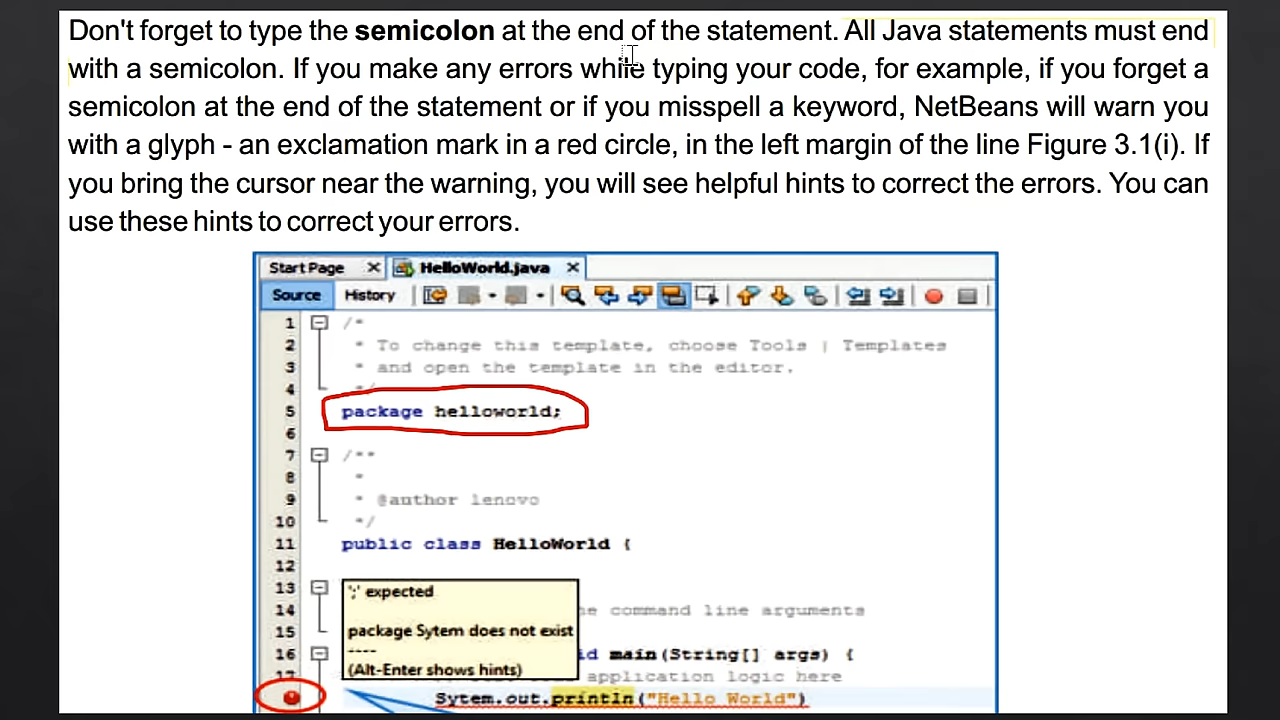 Don't forget to type the semicolon at the end of the statement. All Java statements must end
with a semicolon. If you make any errors while typing your code, for example, if you forget a
semicolon at the end of the statement or if you misspell a keyword, NetBeans will warn you
with a glyph - an exclamation mark in a red circle, in the left margin of the line Figure 3.1(i). If
you bring the cursor near the warning, you will see helpful hints to correct the errors. You can
use these hints to correct your errors.
Start Page HelloWorld.java
Source History
1 /*
2 * To change this template, choose Tools | Templates
3 * and open the template in the editor.
4 */
5 package helloworld;
6
7 /**
8 *
9 * @author lenovo
10 */
11 public class HelloWorld {
12
13
';' expected
14 the command line arguments
15
package Sytem does not exist
----
16 id main(String[] args) {
(Alt-Enter shows hints)
17 application logic here
Sytem.out.println("Hello World")